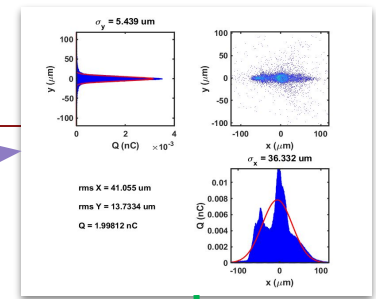 σy = 5.439 um
100
50
0
-50
-100
y (μm)
0
2
4
Q (nC)
×10-3
100
50
0
-50
-100
y (μm)
-100
0
100
x (μm)
σx = 36.332 um
0.01
0.008
0.006
0.004
0.002
0
Q (nC)
-100
0
100
x (μm)
rms X = 41.055 um
rms Y = 13.7334 um
Q = 1.99812 nC